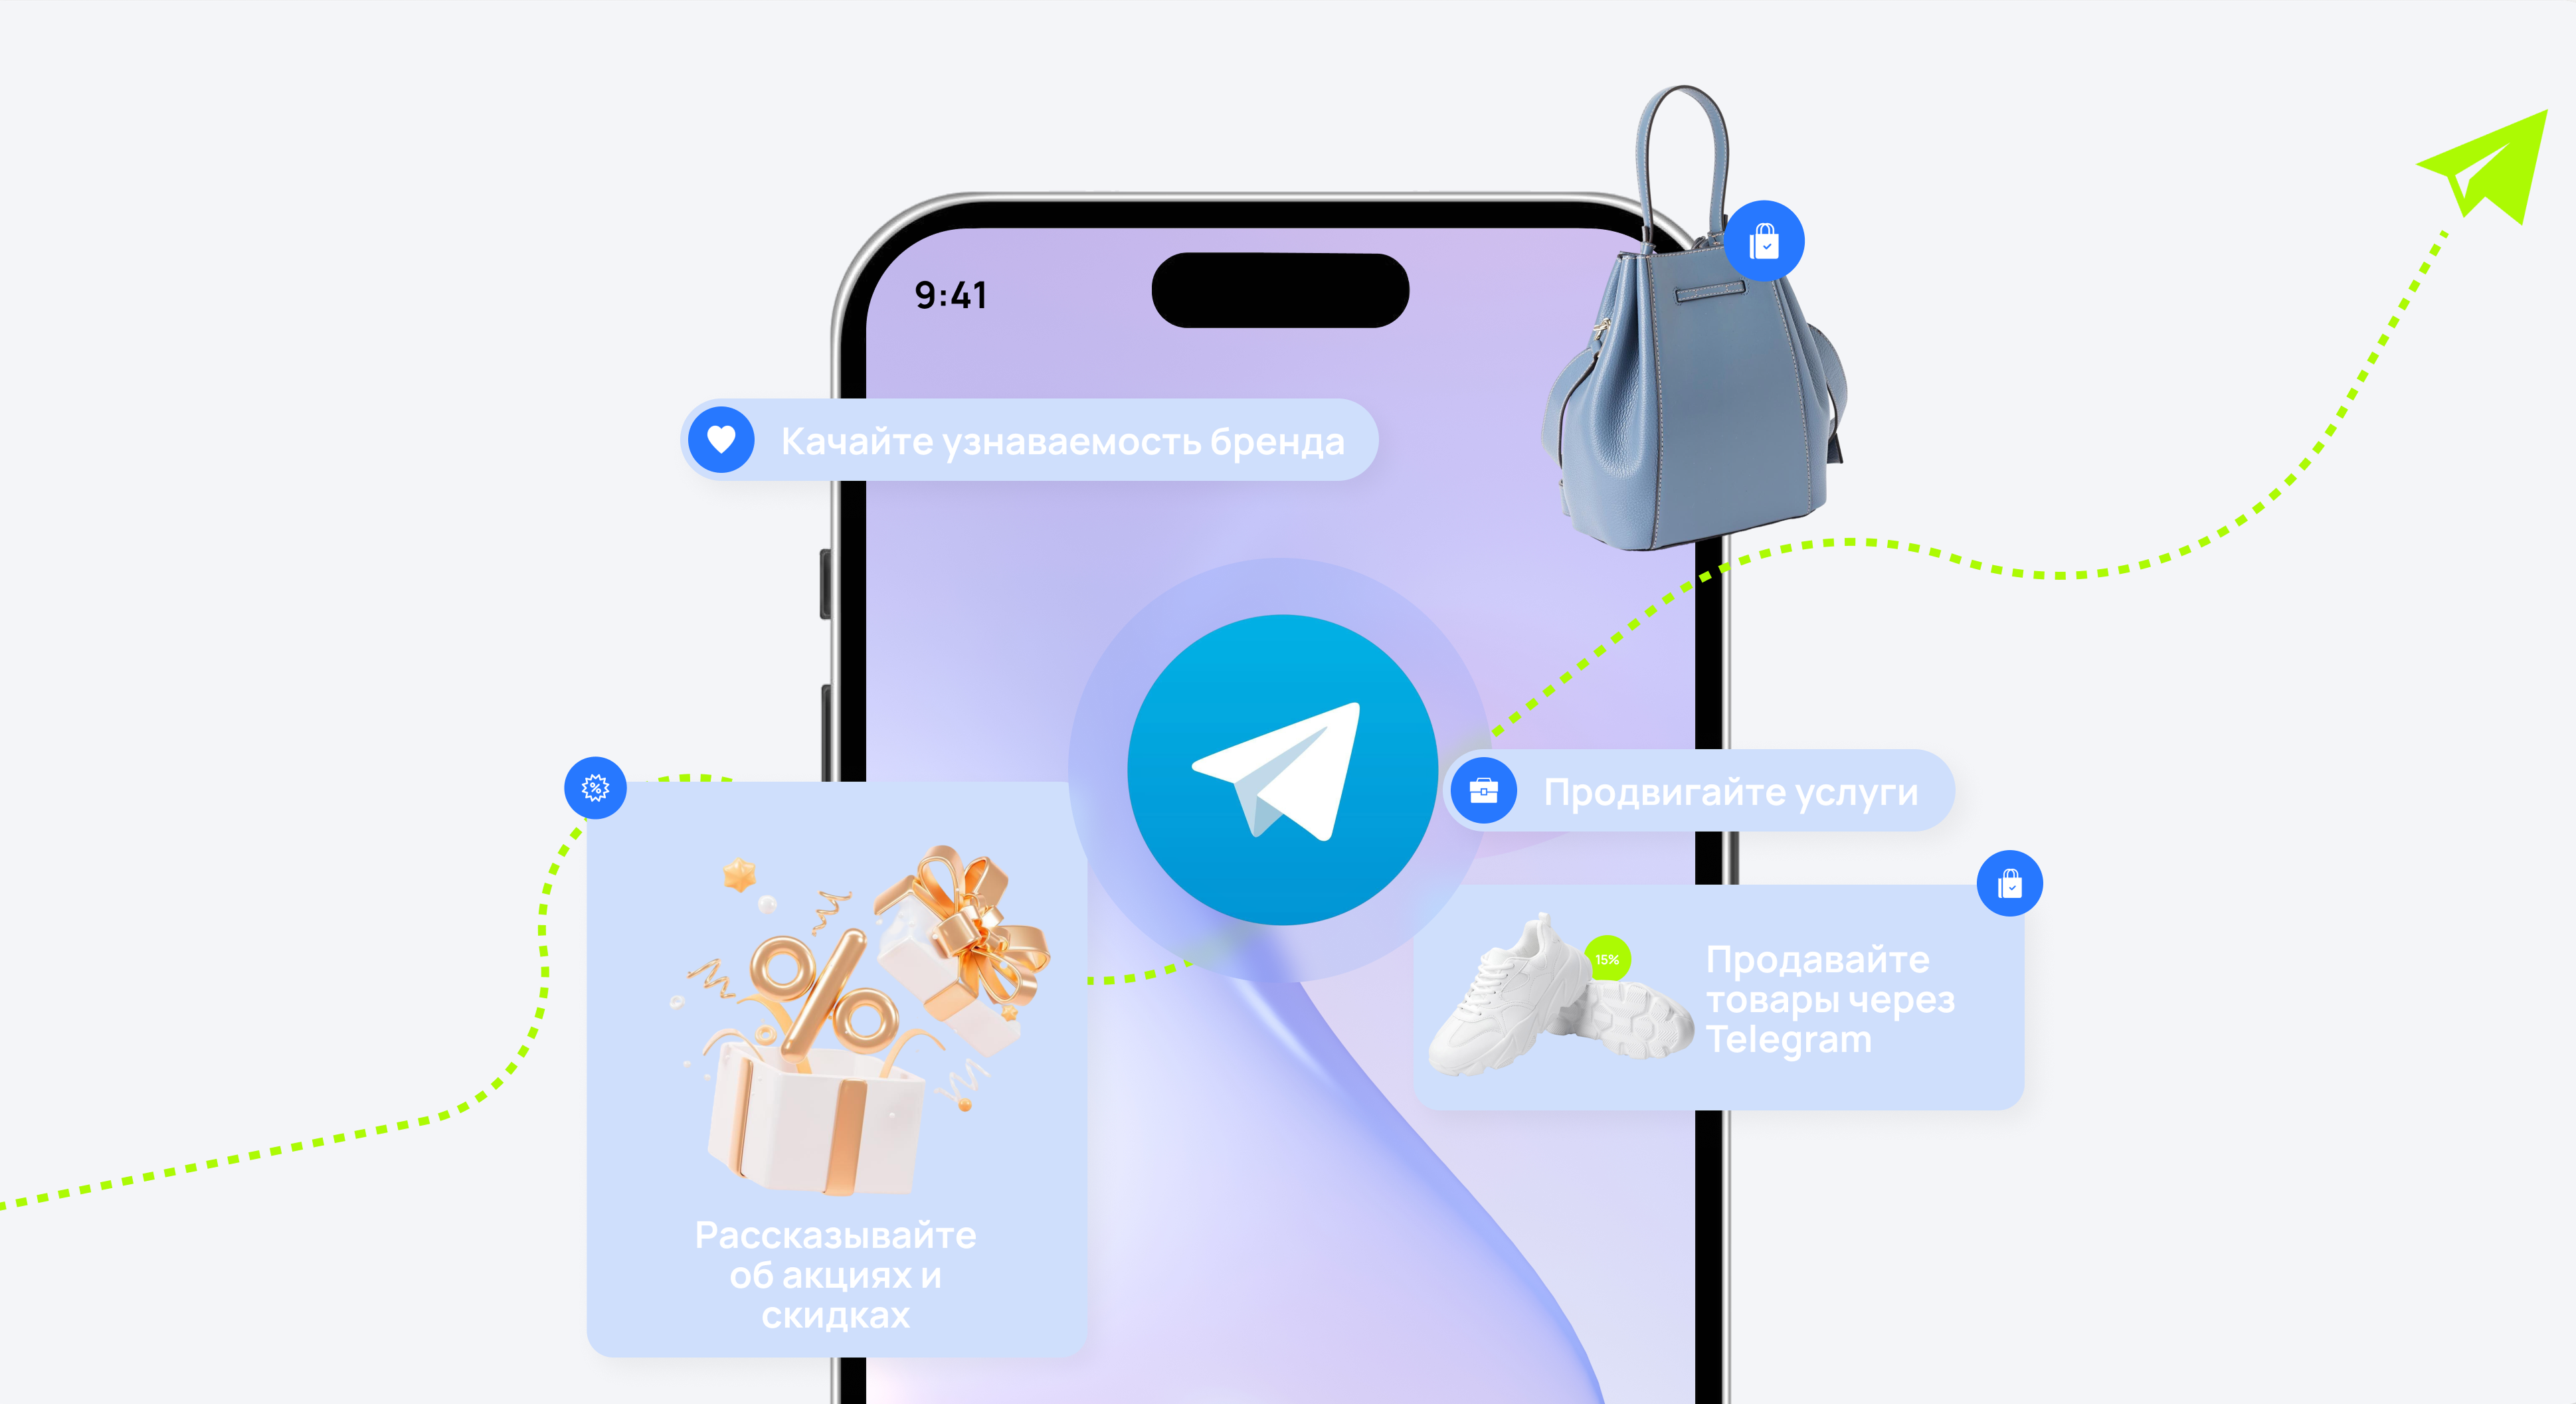 9:41
Качайте узнаваемость бренда
Продвигайте услуги
15%
Продавайте
товары через
Telegram
%
Рассказывайте
об акциях и
скидках